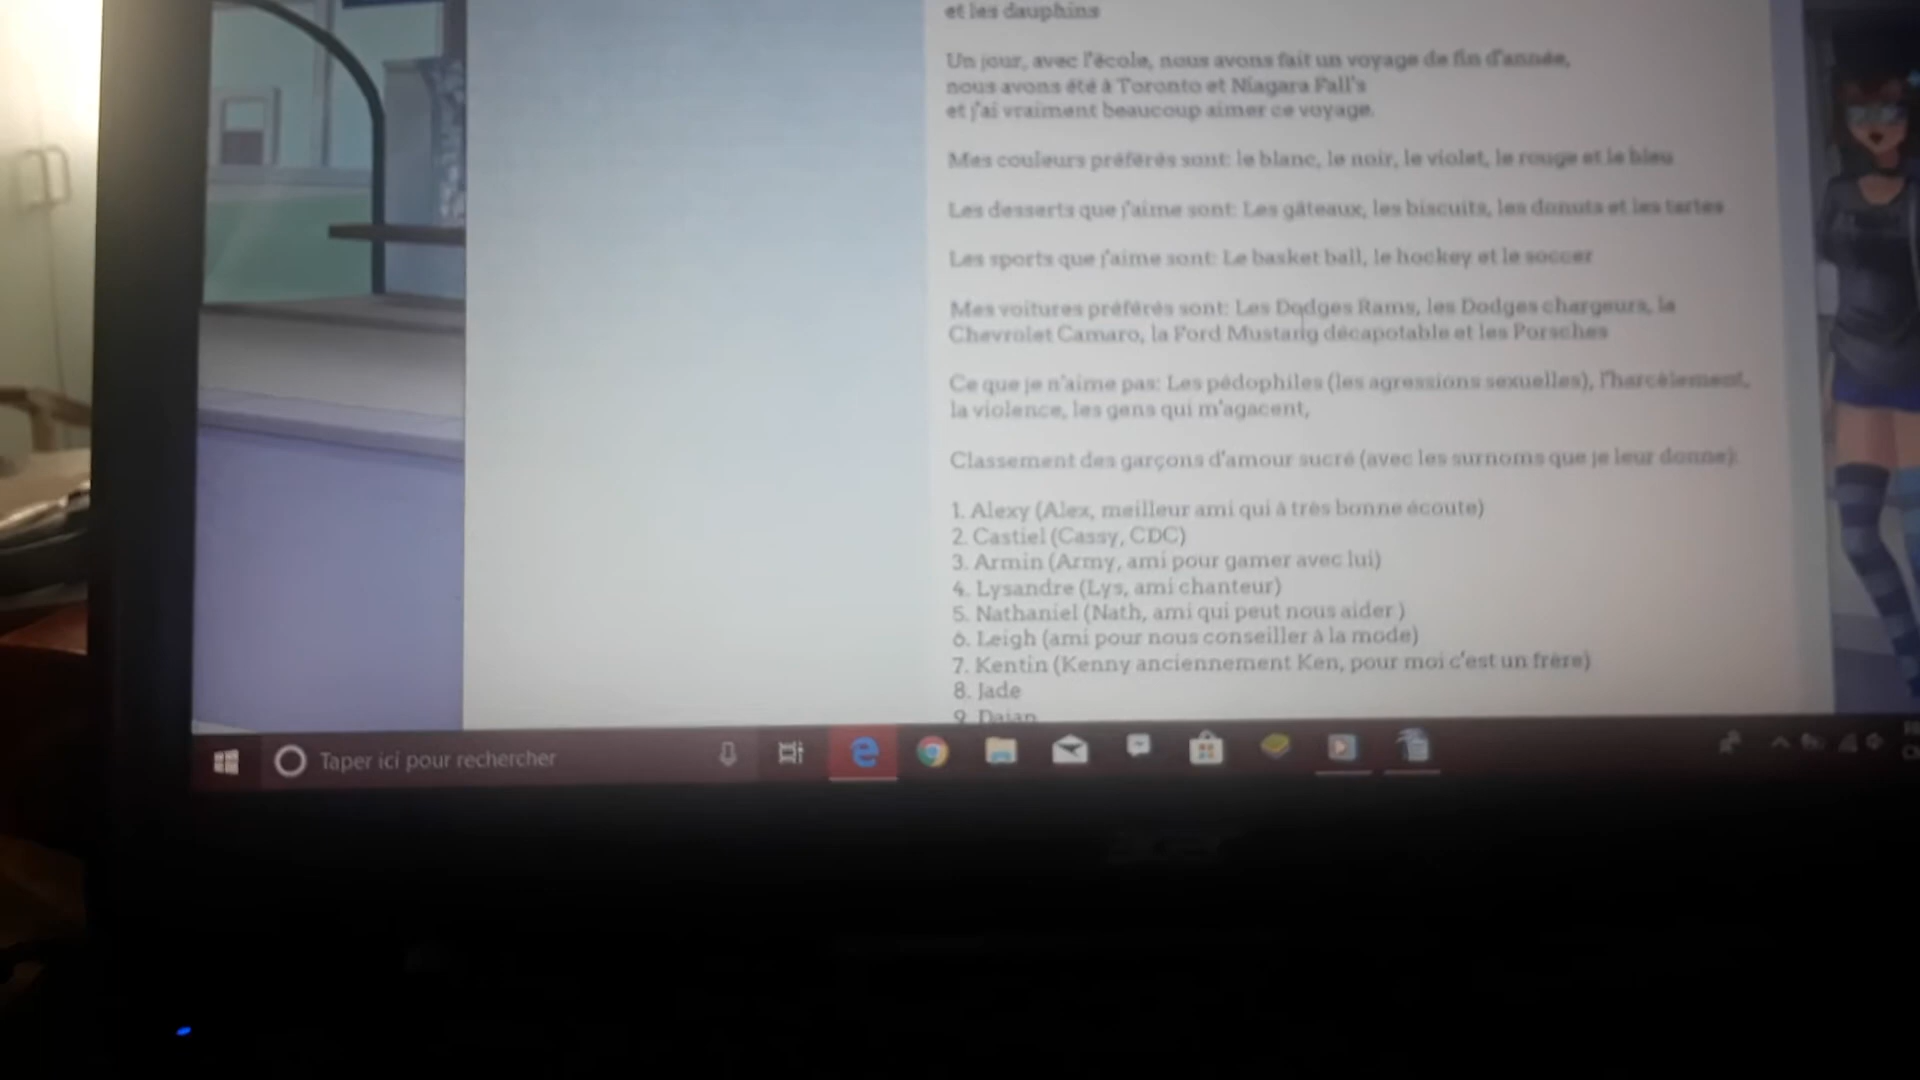 et les dauphins
Un jour, avec l'école, nous avons fait un voyage de fin d'année,
nous avons été à Toronto et Niagara Fall's
et j'ai vraiment beaucoup aimer ce voyage.
Mes couleurs préférés sont: le blanc, le noir, le violet, le rouge et le bleu
Les desserts que j'aime sont: Les gâteaux, les biscuits, les donuts et les tartes
Les sports que j'aime sont: Le basket ball, le hockey et le soccer
Mes voitures préférés sont: Les Dodges Rams, les Dodges chargeurs, la
Chevrolet Camaro, la Ford Mustang décapotable et les Porsches
Ce que je n'aime pas: Les pédophiles (les agressions sexuelles), l'harcèlement,
la violence, les gens qui m'agacent,
Classement des garçons d'amour sucré (avec les surnoms que je leur donne):
1. Alexy (Alex, meilleur ami qui à très bonne écoute)
2. Castiel (Cassy, CDC)
3. Armin (Army, ami pour gamer avec lui)
4. Lysandre (Lys, ami chanteur)
5. Nathaniel (Nath, ami qui peut nous aider )
6. Leigh (ami pour nous conseiller à la mode)
7. Kentin (Kenny anciennement Ken, pour moi c'est un frère)
8. Jade
9. Dajan
Taper ici pour rechercher
acer